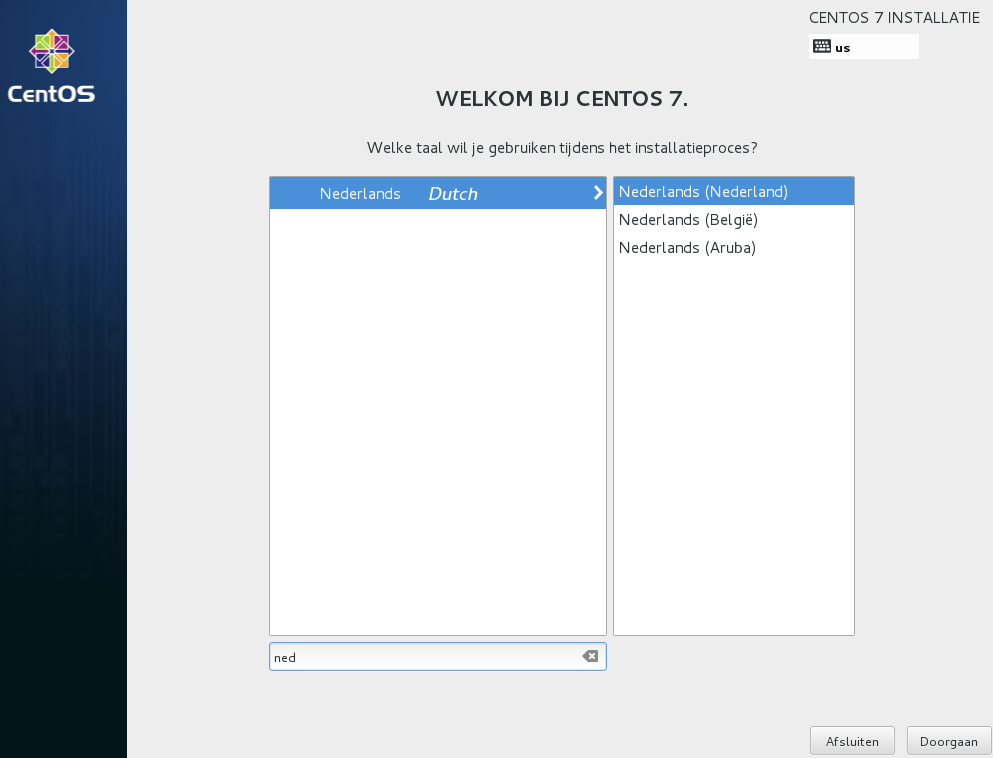 CentOS
CENTOS 7 INSTALLATIE
us
WELKOM BIJ CENTOS 7.
Welke taal wil je gebruiken tijdens het installatieproces?
Nederlands Dutch
Nederlands (Nederland)
Nederlands (België)
Nederlands (Aruba)
ned
Afsluiten
Doorgaan